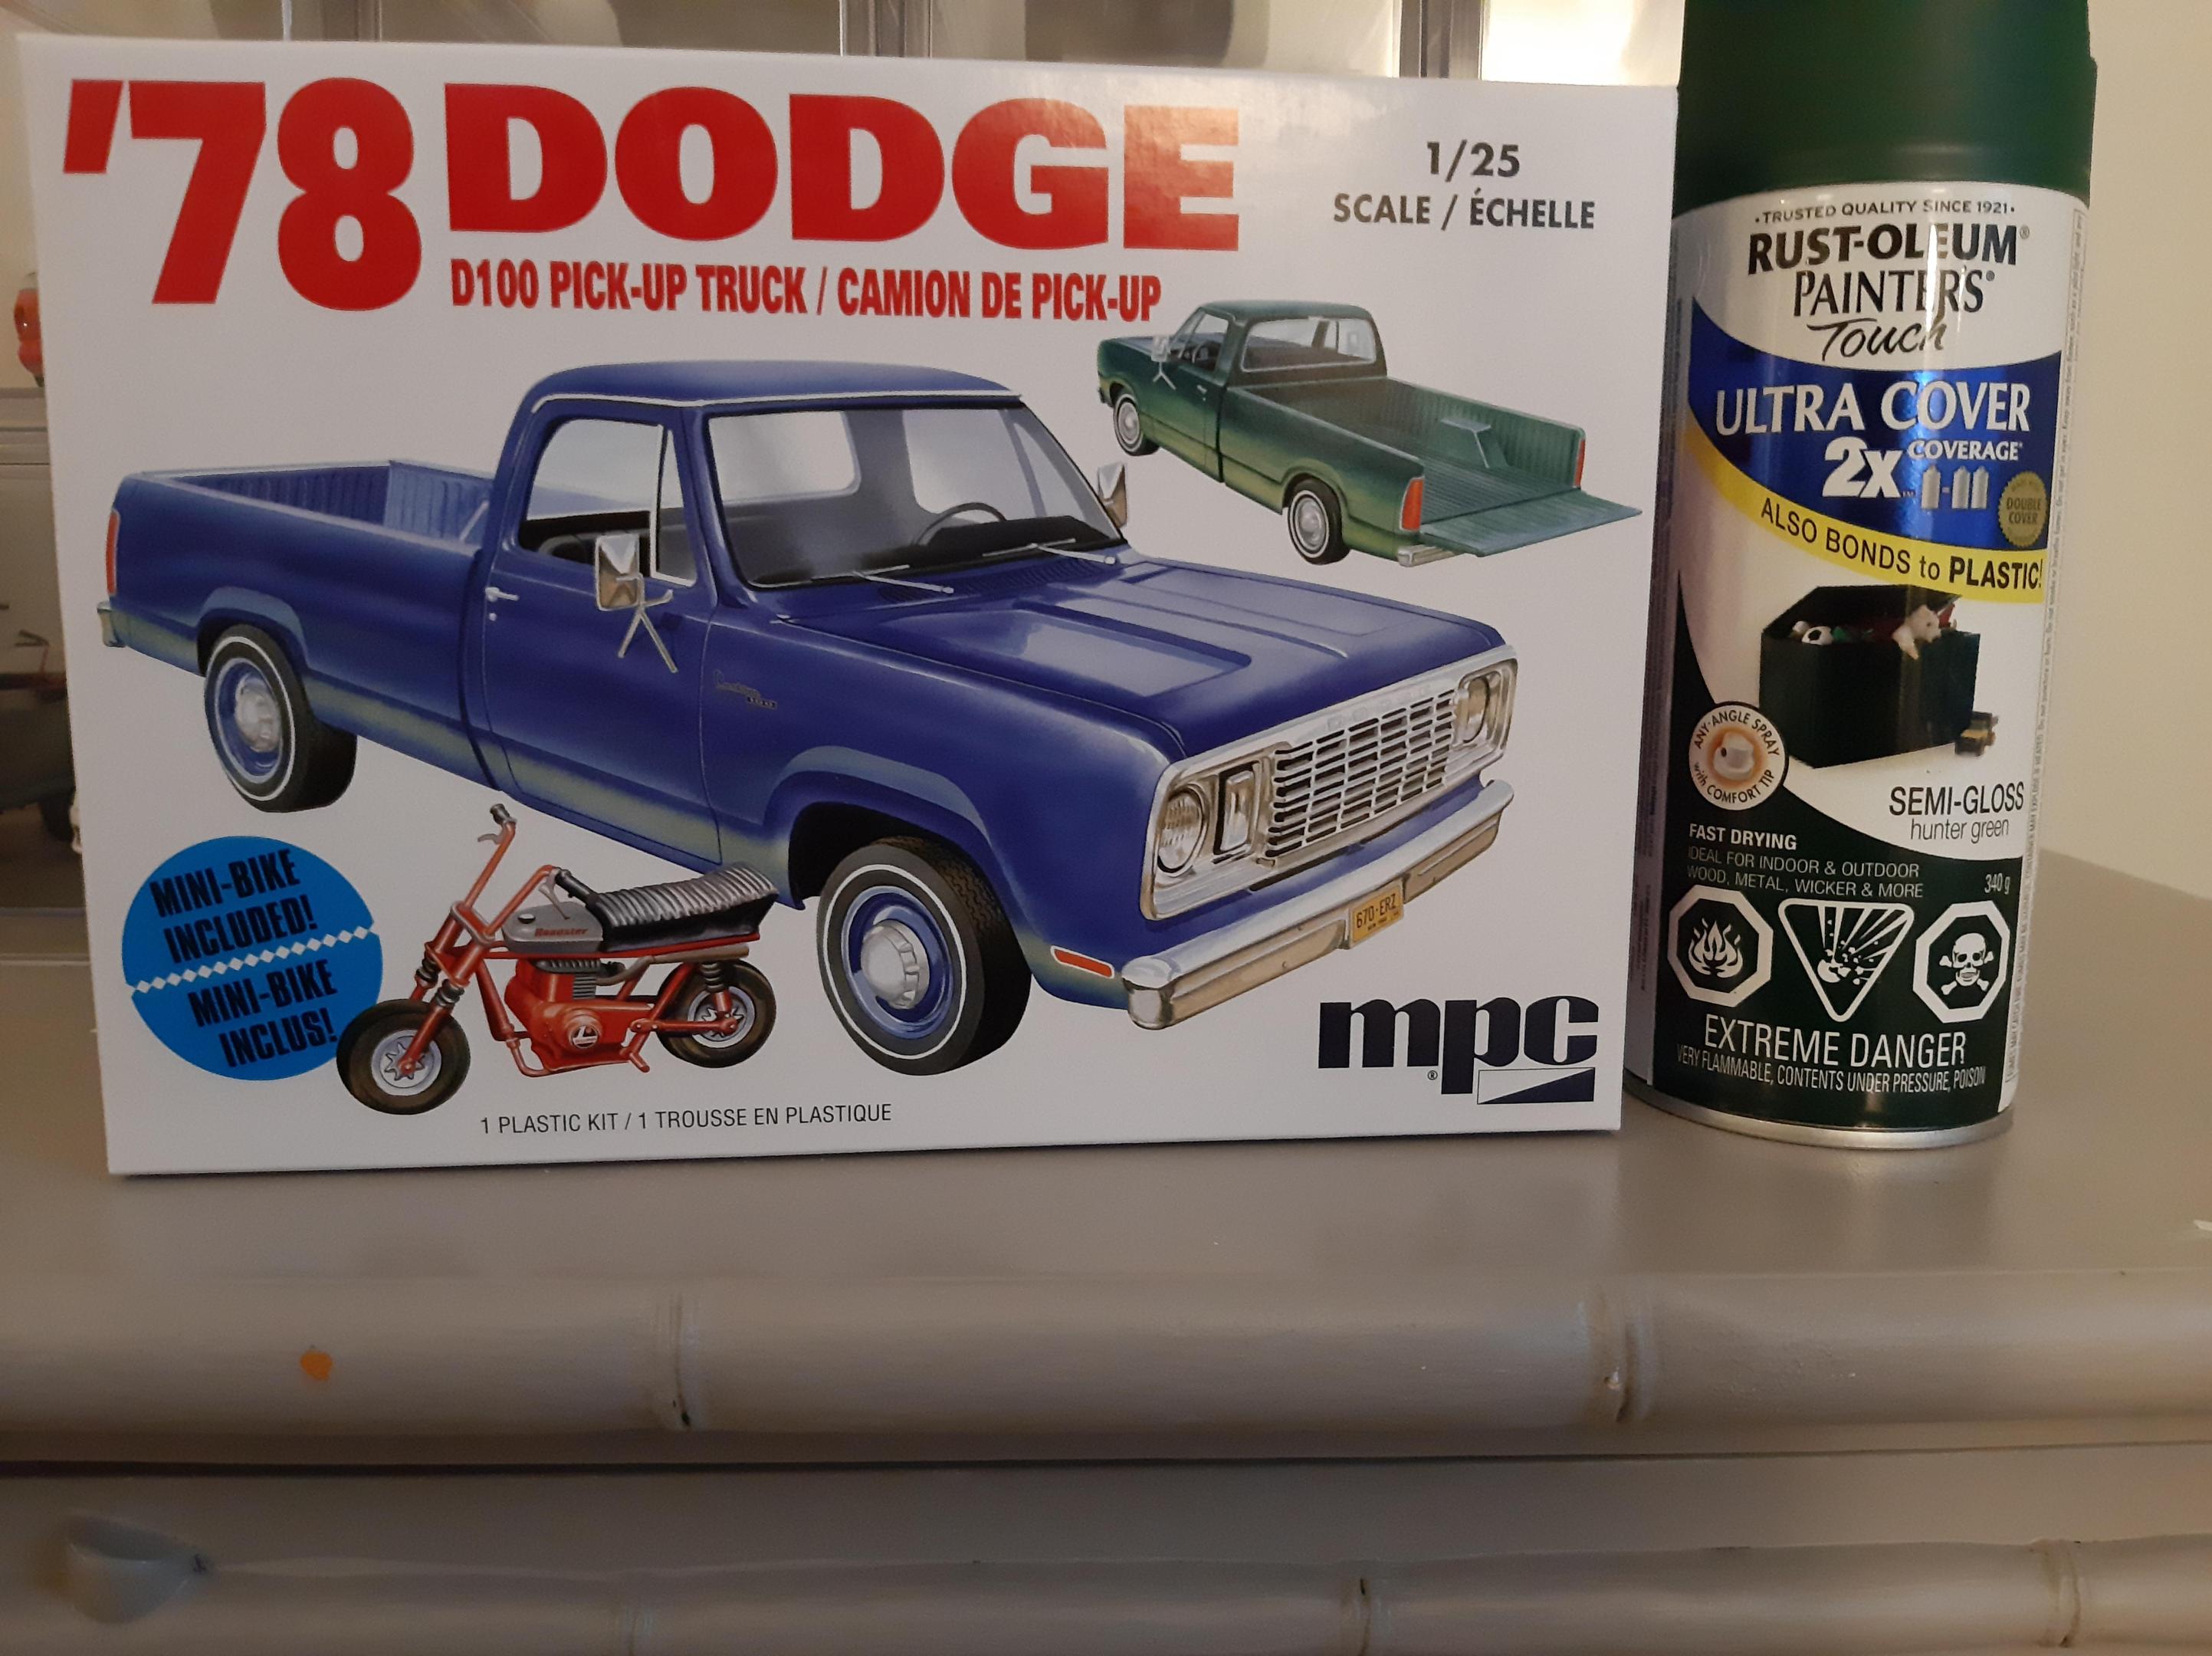 '78 DODGE
D100 PICK-UP TRUCK / CAMION DE PICK-UP
1/25
SCALE / ÉCHELLE
MINI-BIKE
INCLUDED!
MINI-BIKE
INCLUS!
Roadster
670-ERZ
mpc
®
1 PLASTIC KIT / 1 TROUSSE EN PLASTIQUE
•TRUSTED QUALITY SINCE 1921•
RUST-OLEUM®
PAINTER'S®
Touch
ULTRA COVER
2X COVERAGE*
DOUBLE
COVER
ALSO BONDS to PLASTIC!
ANY-ANGLE SPRAY
with COMFORT TIP
SEMI-GLOSS
hunter green
FAST DRYING
IDEAL FOR INDOOR & OUTDOOR
WOOD, METAL, WICKER & MORE
340 g
EXTREME DANGER
VERY FLAMMABLE, CONTENTS UNDER PRESSURE, POISON